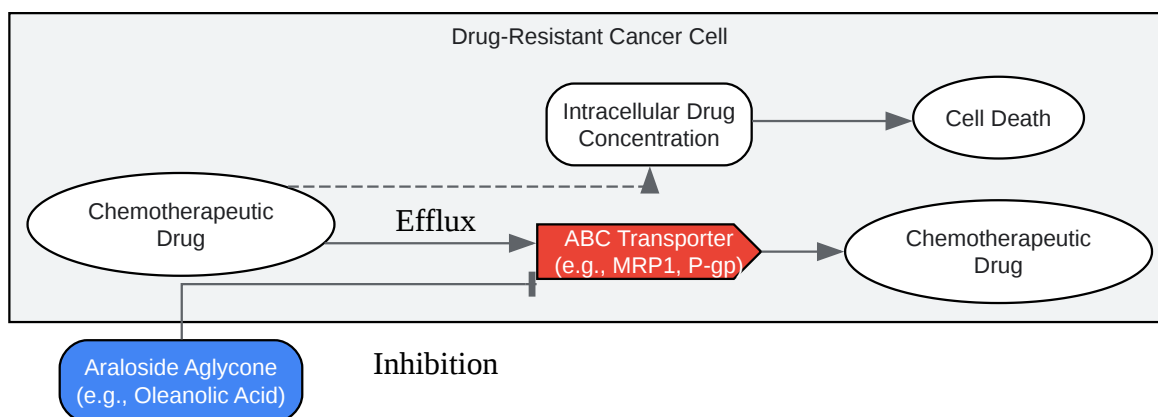 Drug-Resistant Cancer Cell
Intracellular Drug
Concentration
Cell Death
Chemotherapeutic
Drug
Efflux
ABC Transporter
(e.g., MRP1, P-gp)
Chemotherapeutic
Drug
Araloside Aglycone
(e.g., Oleanolic Acid)
Inhibition